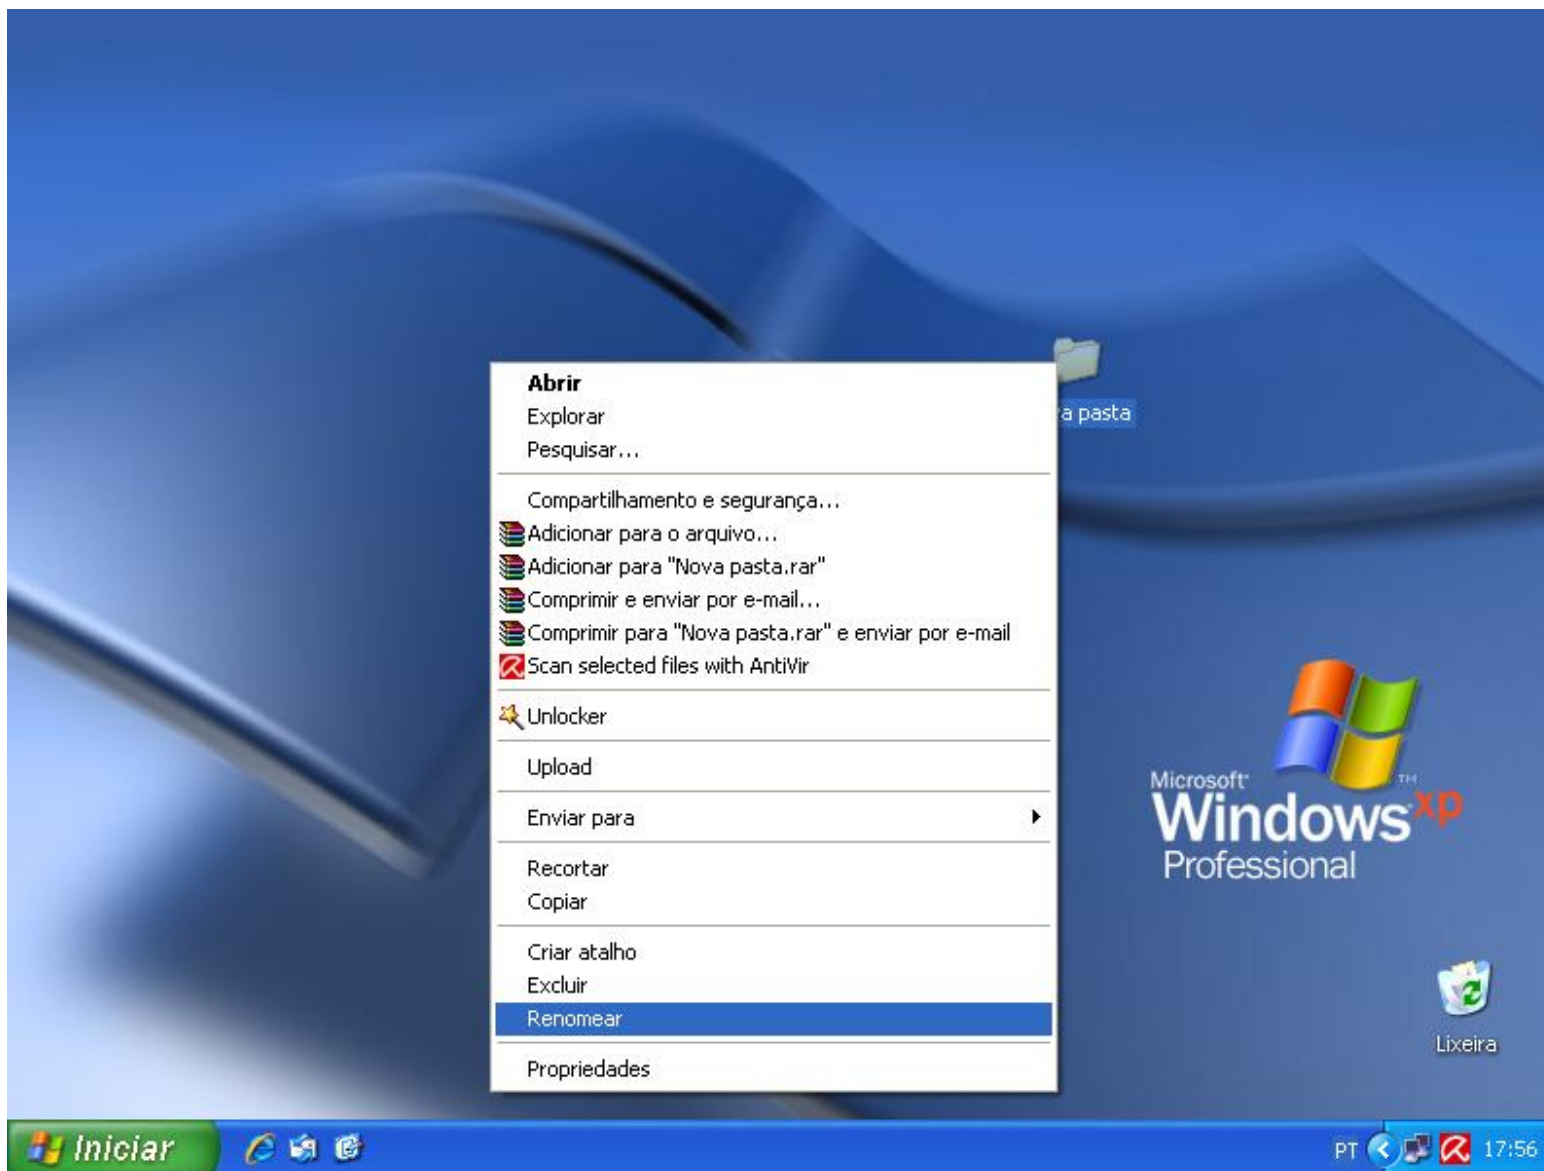 Abrir
Explorar
Pesquisar...
a pasta
Compartilhamento e segurança...
Adicionar para o arquivo...
Adicionar para "Nova pasta.rar"
Comprimir e enviar por e-mail...
Comprimir para "Nova pasta.rar" e enviar por e-mail
Scan selected files with AntiVir
Unlocker
Upload
Enviar para
Recortar
Copiar
Criar atalho
Excluir
Renomear
Propriedades
Microsoft
Windows xp TM
Professional
Lixeira
Iniciar
PT 17:56